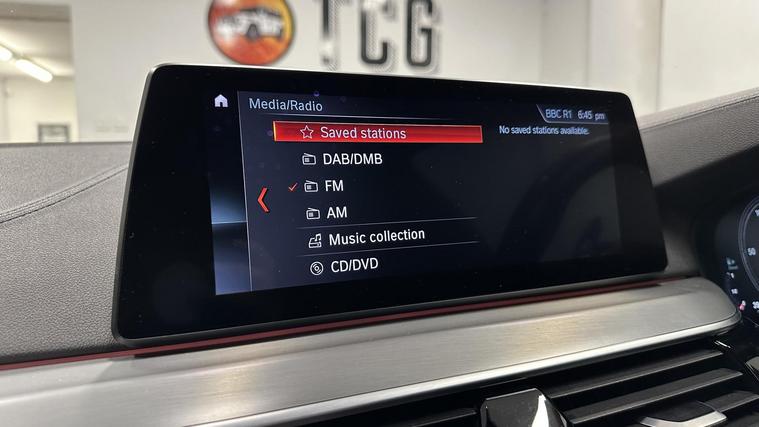 TCG
Media/Radio
BBC R1 6:45 pm
Saved stations
No saved stations available.
DAB/DMB
FM
AM
Music collection
CD/DVD
50